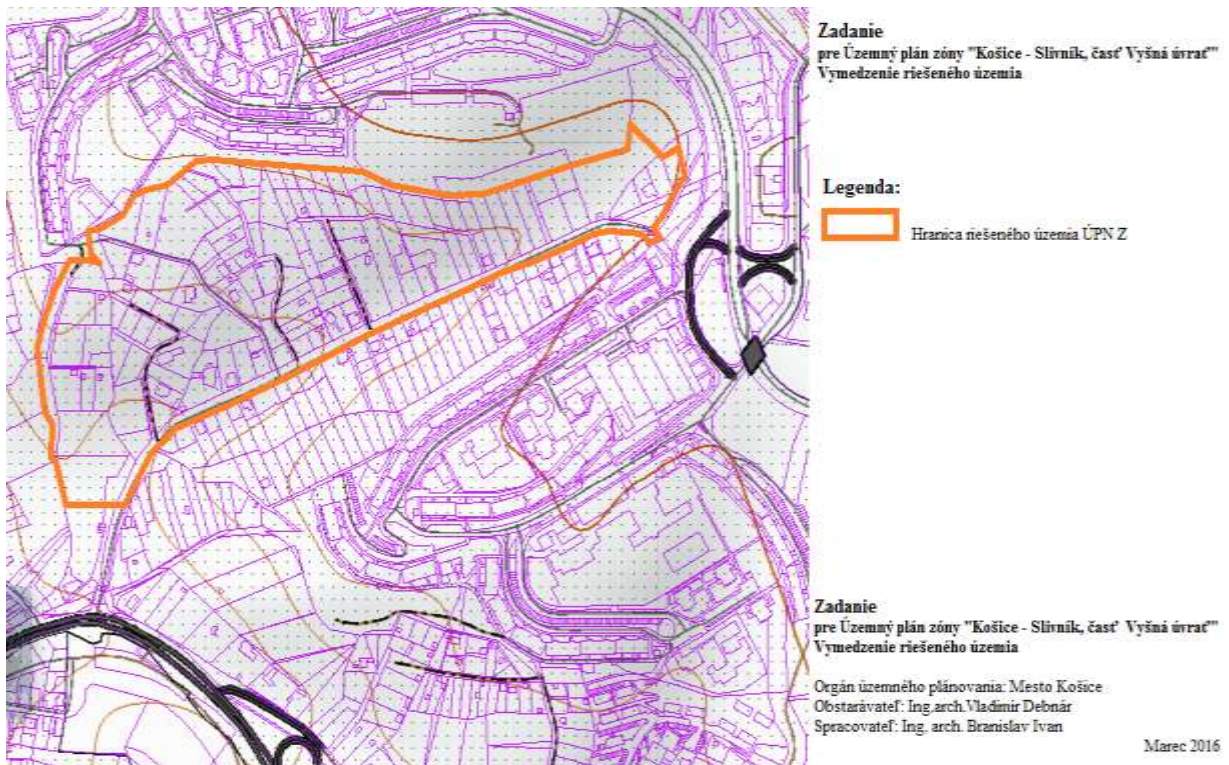 Zadanie
pre Územný plán zóny "Košice - Slivník, časť Vyšná úvrať"
Vymedzenie riešeného územia
Legenda:
Hranica riešeného územia ÚPN Z
Zadanie
pre Územný plán zóny "Košice - Slivník, časť Vyšná úvrať"
Vymedzenie riešeného územia
Orgán územného plánovania: Mesto Košice
Obstarávateľ: Ing.arch.Vladimir Debnár
Spracovateľ: Ing. arch. Branislav Ivan
Marec 2016